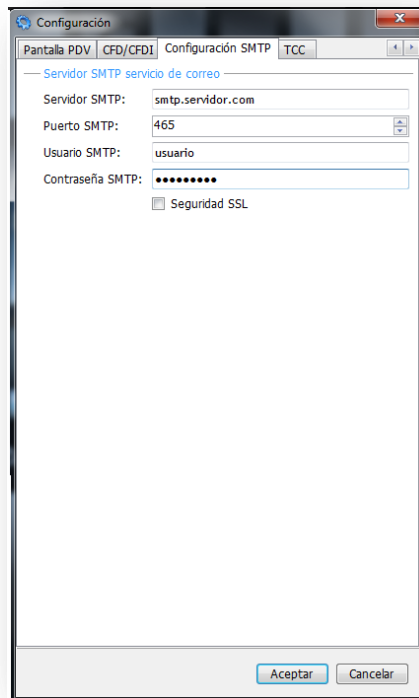 Configuración
Pantalla PDV CFD/CFDI Configuración SMTP TCC
Servidor SMTP servicio de correo
Servidor SMTP: smtp.servidor.com
Puerto SMTP: 465
Usuario SMTP: usuario
Contraseña SMTP: •••••••••
Seguridad SSL
Aceptar Cancelar